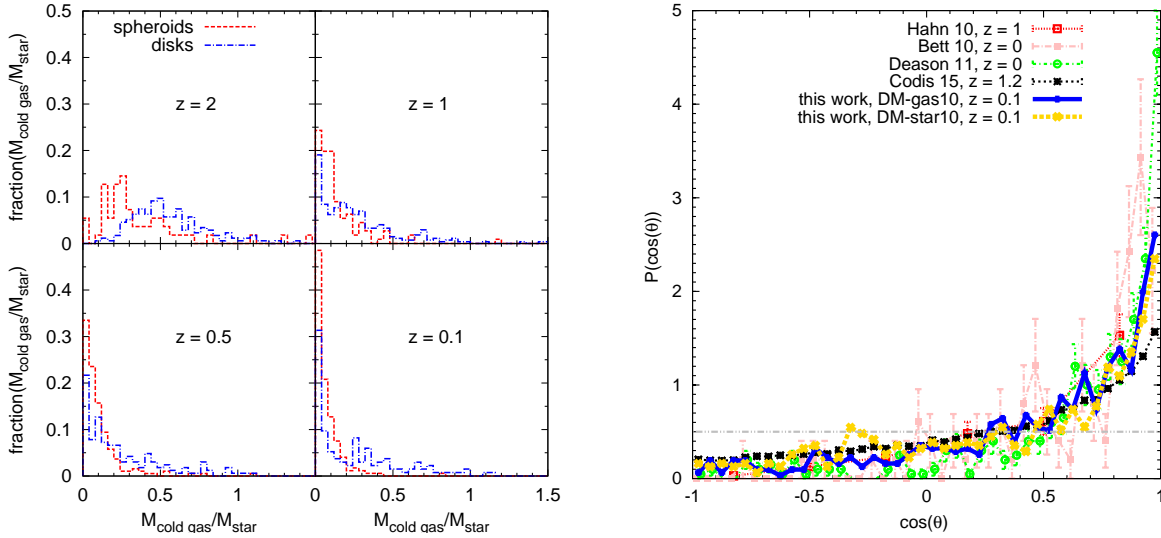 0.5
0.4
0.3
0.2
0.1
0
fraction(M_cold gas/M_star)
spheroids
disks
z = 2
z = 1
0.4
0.3
0.2
0.1
0
fraction(M_cold gas/M_star)
z = 0.5
z = 0.1
0 0.5 1 0 0.5 1 1.5
M_cold gas/M_star M_cold gas/M_star
5
4
3
2
1
0
P(cos(θ))
Hahn 10, z = 1
Bett 10, z = 0
Deason 11, z=0
Codis 15, z = 1.2
this work, DM-gas10, z = 0.1
this work, DM-star10, z = 0.1
-1 -0.5 0 0.5 1
cos(θ)